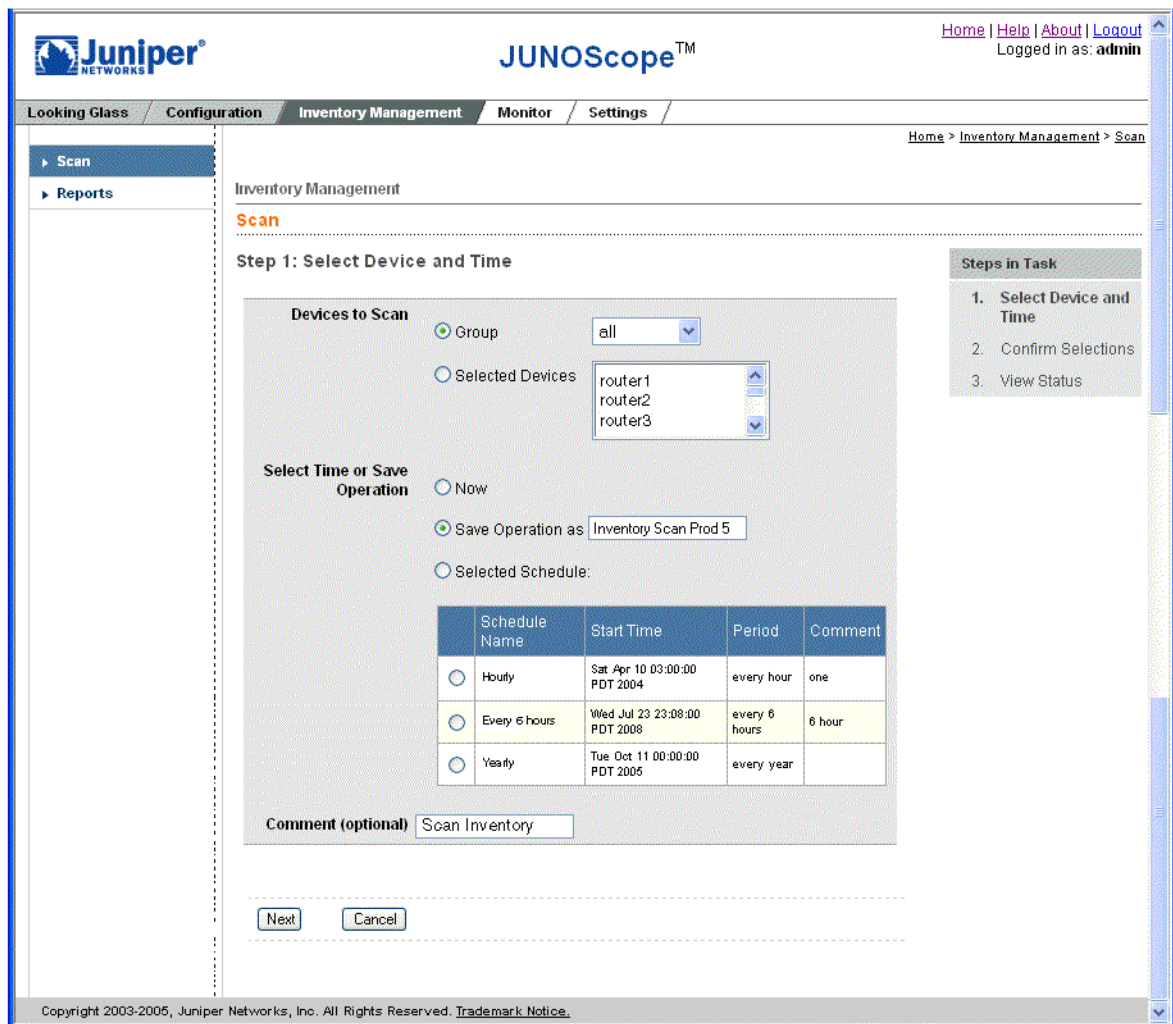 Juniper®
NETWORKS
JUNOScope™
Home | Help | About | Logout
Logged in as: admin
Looking Glass / Configuration / Inventory Management / Monitor / Settings /
Home > Inventory Management > Scan
Scan
Reports
Inventory Management
Scan
Step 1: Select Device and Time
Devices to Scan
Group
all
Selected Devices
router1
router2
router3
Select Time or Save
Operation
Now
Save Operation as Inventory Scan Prod 5
Selected Schedule:
Schedule
Name
Start Time
Period
Comment
Hourly
Sat Apr 10 03:00:00
PDT 2004
every hour
one
Every 6 hours
Wed Jul 23 23:08:00
PDT 2008
every 6
hours
6 hour
Yearly
Tue Oct 11 00:00:00
PDT 2005
every year
Comment (optional) Scan Inventory
Next
Cancel
Steps in Task
1. Select Device and
Time
2. Confirm Selections
3. View Status
Copyright 2003-2005, Juniper Networks, Inc. All Rights Reserved. Trademark Notice.